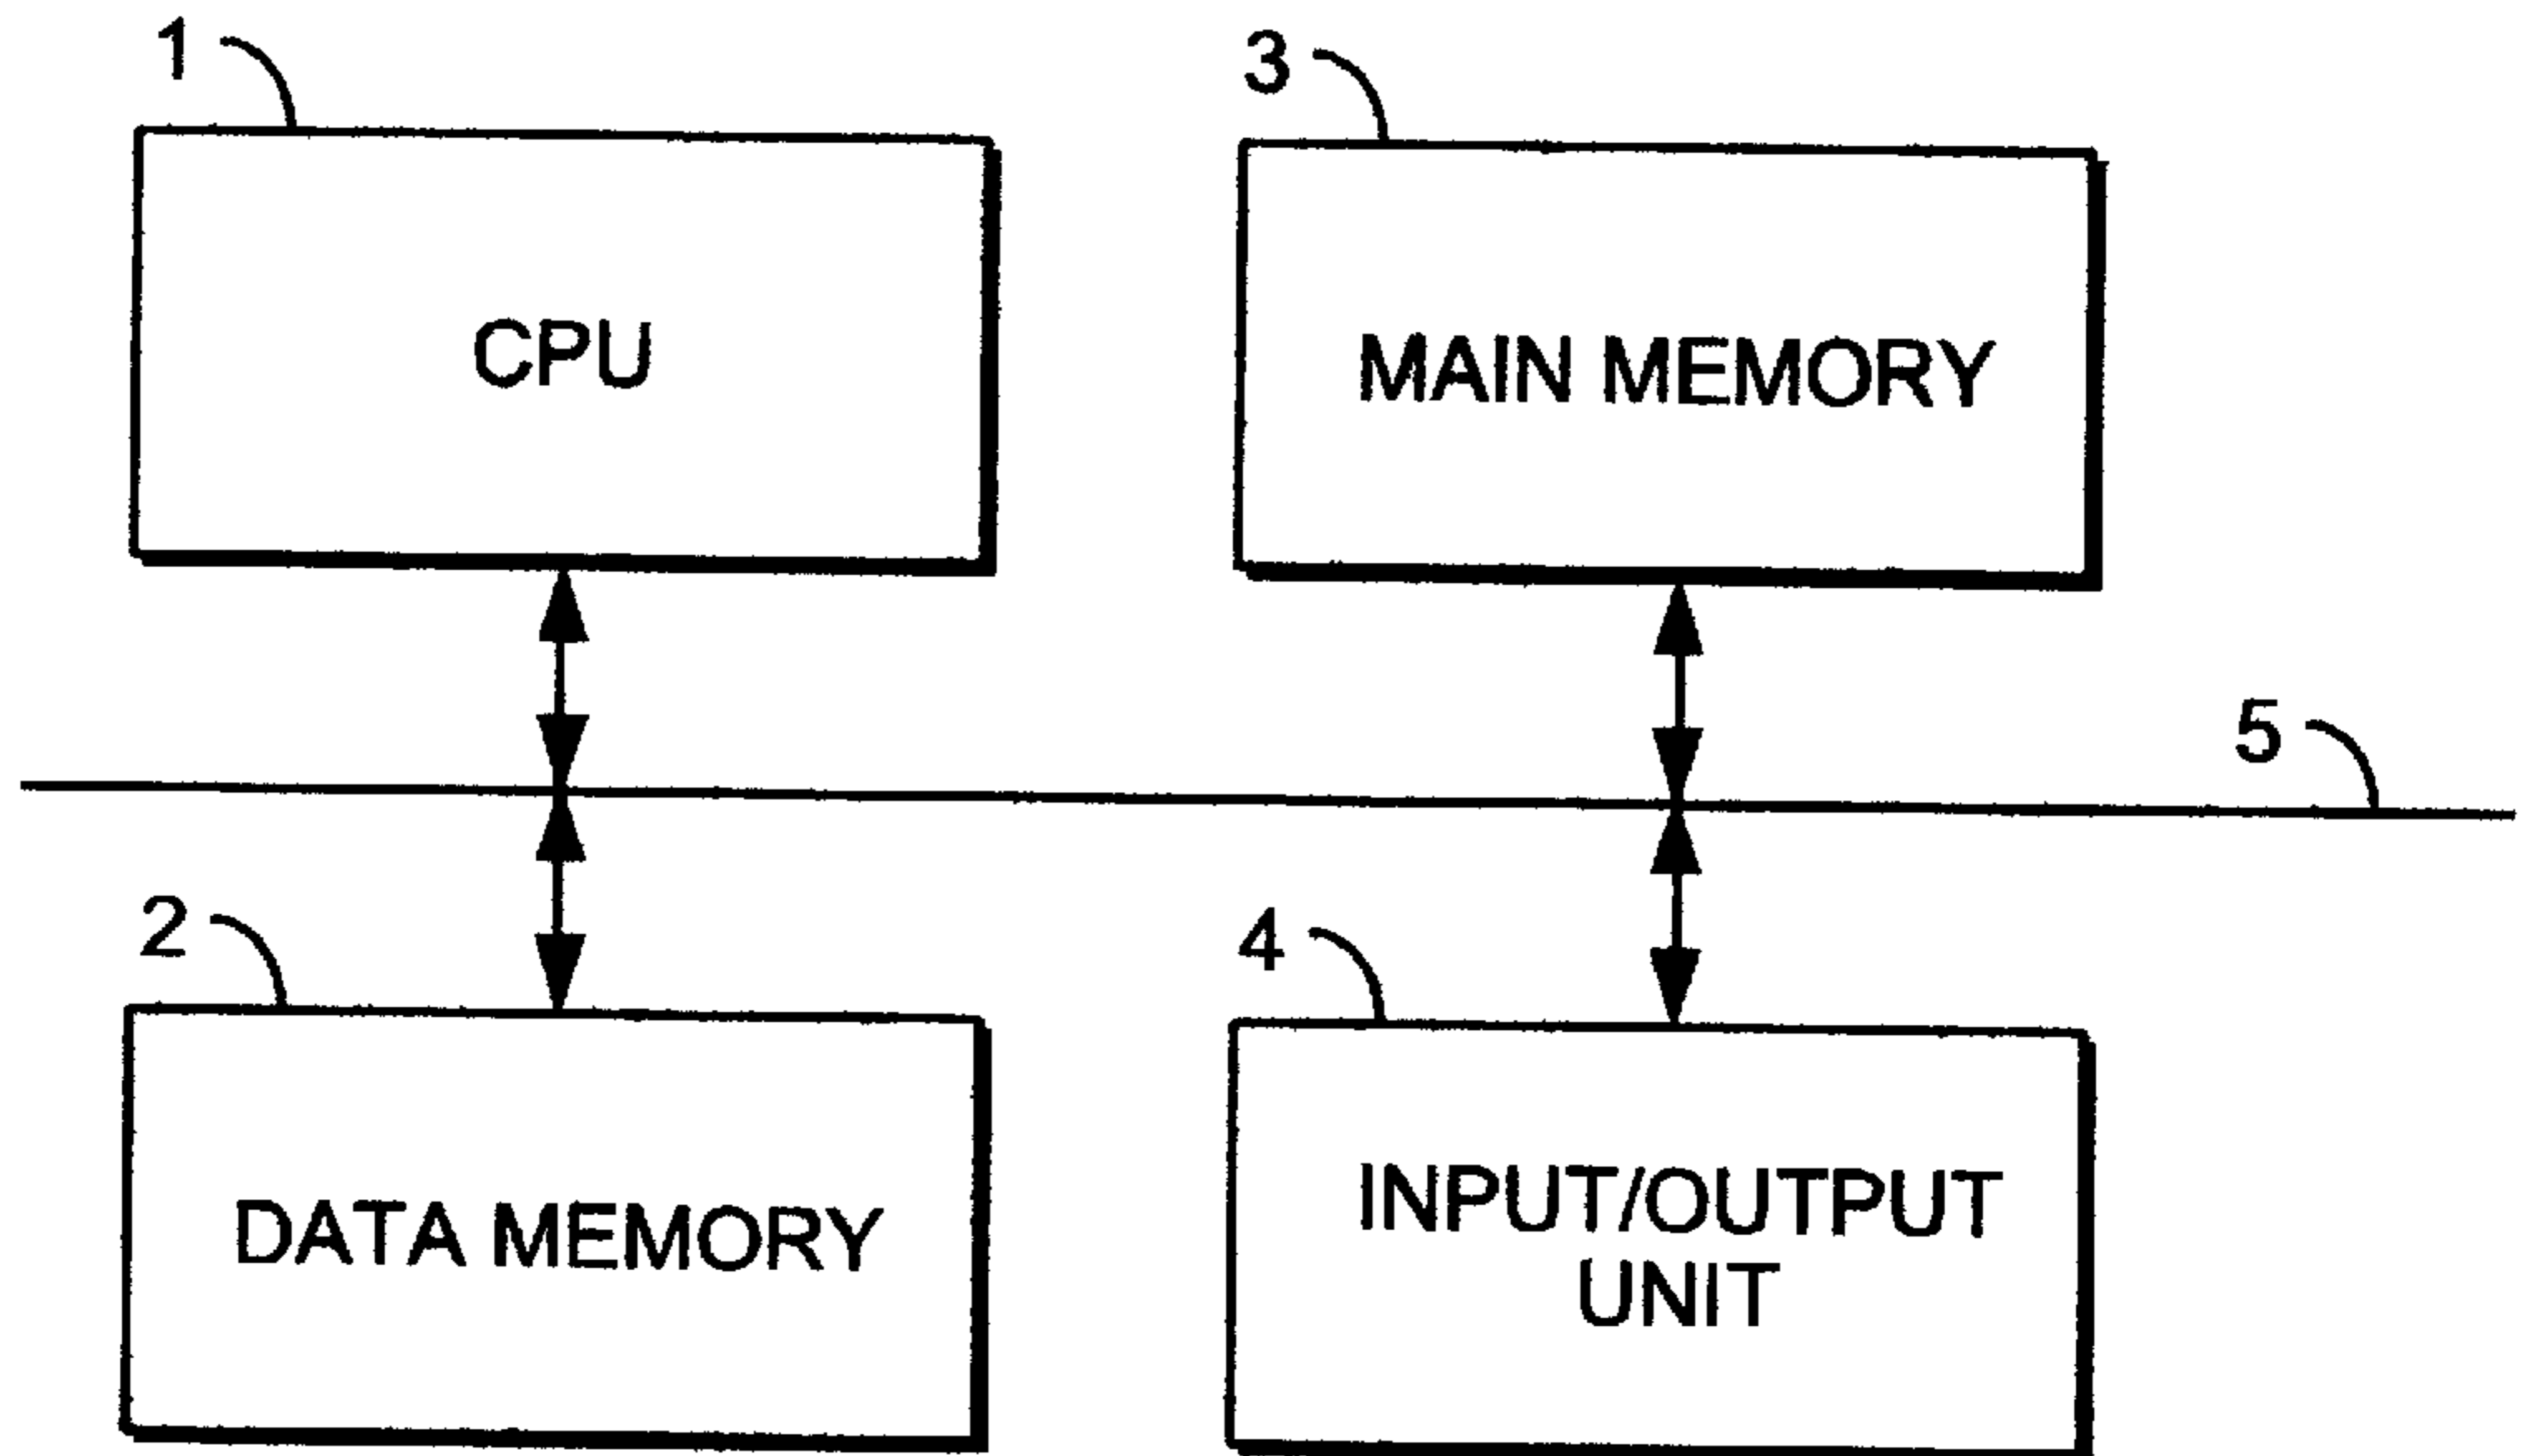 1
CPU
3
MAIN MEMORY
5
2
DATA MEMORY
4
INPUT/OUTPUT
UNIT